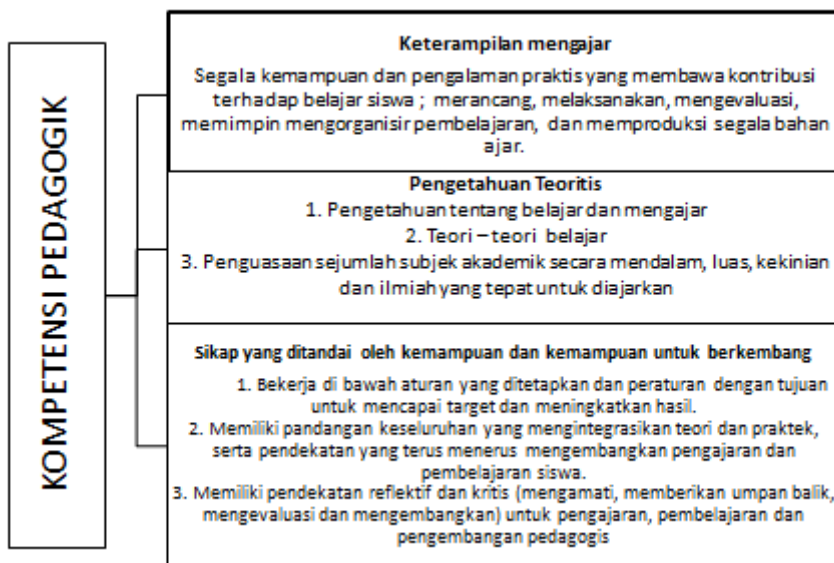 KOMPETENSI PEDAGOGIK
Keterampilan mengajar
Segala kemampuan dan pengalaman praktis yang membawa kontribusi
terhadap belajar siswa ; merancang, melaksanakan, mengevaluasi,
memimpin mengorganisir pembelajaran, dan memproduksi segala bahan
ajar.
Pengetahuan Teoritis
1. Pengetahuan tentang belajar dan mengajar
2. Teori – teori belajar
3. Penguasaan sejumlah subjek akademik secara mendalam, luas, kekinian
dan ilmiah yang tepat untuk diajarkan
Sikap yang ditandai oleh kemampuan dan kemampuan untuk berkembang
1. Bekerja di bawah aturan yang ditetapkan dan peraturan dengan tujuan
untuk mencapai target dan meningkatkan hasil.
2. Memiliki pandangan keseluruhan yang mengintegrasikan teori dan praktek,
serta pendekatan yang terus menerus mengembangkan pengajaran dan
pembelajaran siswa.
3. Memiliki pendekatan reflektif dan kritis (mengamati, memberikan umpan balik,
mengevaluasi dan mengembangkan) untuk pengajaran, pembelajaran dan
pengembangan pedagogis